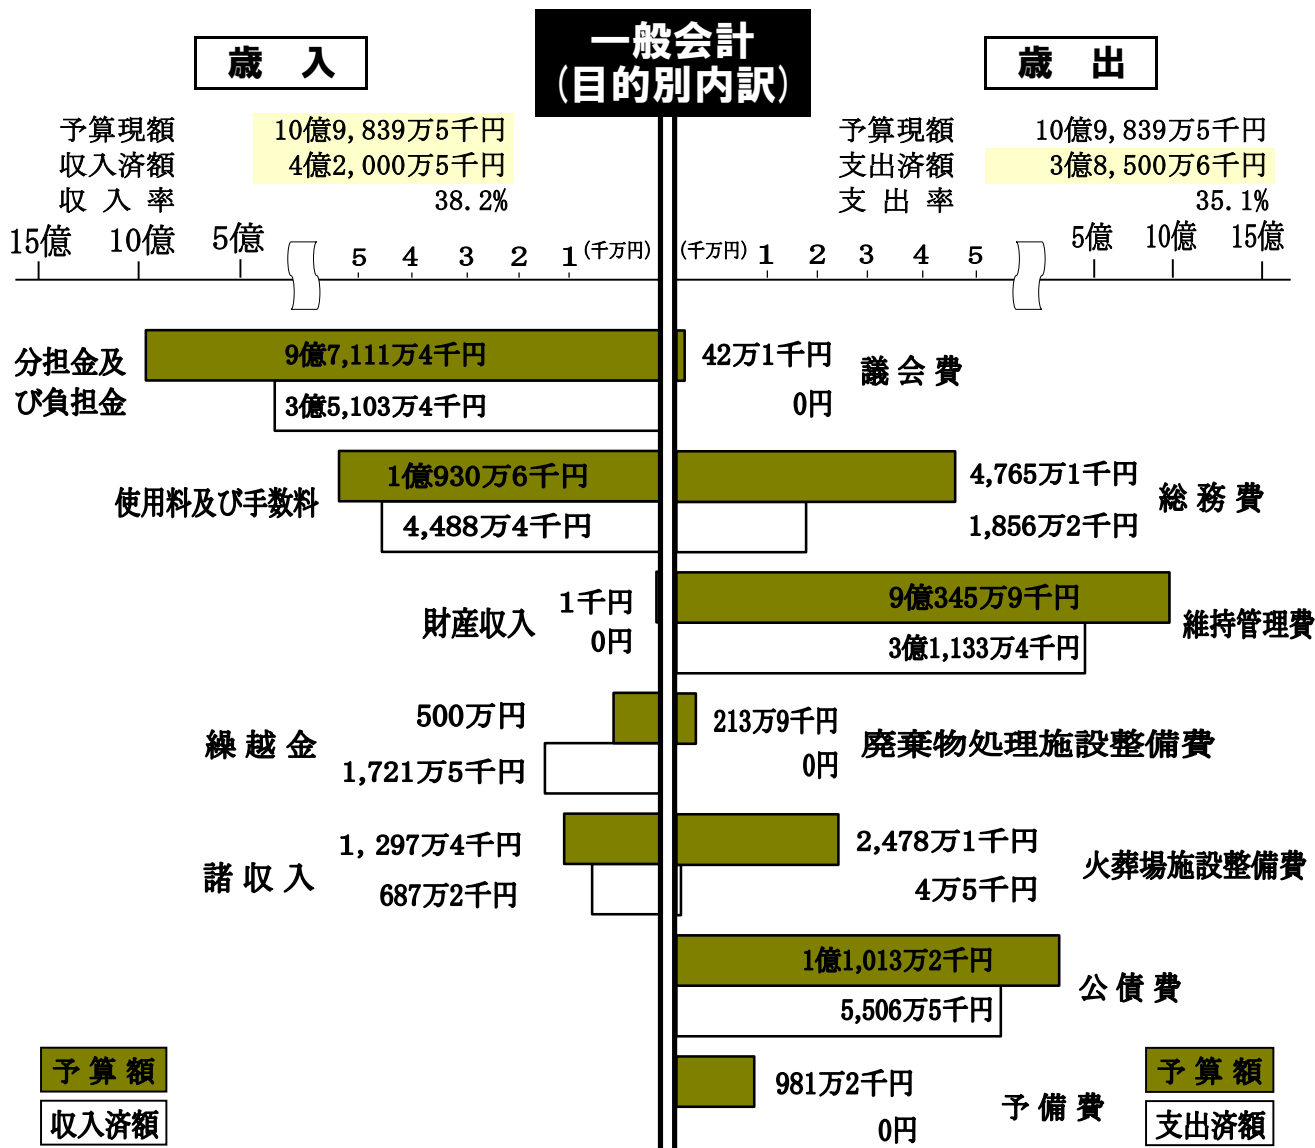 一般会計
(目的別内訳)
歳 入
予算現額 10億9,839万5千円
収入済額 4億2,000万5千円
収 入 率 38.2%
15億 10億 5億 5 4 3 2 1 (千万円)
分担金及
び負担金
9億7,111万4千円
3億5,103万4千円
使用料及び手数料
1億930万6千円
4,488万4千円
財産収入
1千円
0円
繰 越 金
500万円
1,721万5千円
諸 収 入
1,297万4千円
687万2千円
予 算 額
収入済額
歳 出
予算現額 10億9,839万5千円
支出済額 3億8,500万6千円
支 出 率 35.1%
(千万円) 1 2 3 4 5 5億 10億 15億
42万1千円
0円
議 会 費
4,765万1千円
1,856万2千円
総 務 費
9億345万9千円
3億1,133万4千円
維持管理費
213万9千円
0円
廃棄物処理施設整備費
2,478万1千円
4万5千円
火葬場施設整備費
1億1,013万2千円
5,506万5千円
公 債 費
981万2千円
0円
予 備 費
予 算 額
支出済額